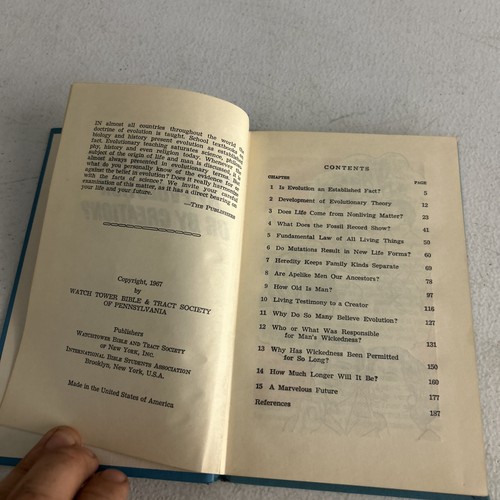 IN almost all countries throughout the world the
doctrine of evolution is taught. School textbooks on
biology and history present evolution as established
fact. Evolutionary teaching saturates science, philoso-
phy, history and even religion today. Whenever the
subject of the origin of life and man is discussed, it is
almost always presented in evolutionary terms. But
what do you personally know of the evidence for or
against the belief in evolution? Does it really harmonize
with the facts of science? We invite your careful
examination of this matter, as it has a direct bearing on
your life and your future.
—THE PUBLISHERS
Copyright, 1967
by
WATCH TOWER BIBLE & TRACT SOCIETY
OF PENNSYLVANIA
Publishers
WATCHTOWER BIBLE AND TRACT SOCIETY
OF NEW YORK, INC.
INTERNATIONAL BIBLE STUDENTS ASSOCIATION
Brooklyn, New York, U.S.A.
Made in the United States of America
CONTENTS
CHAPTER PAGE
1 Is Evolution an Established Fact? 5
2 Development of Evolutionary Theory 12
3 Does Life Come from Nonliving Matter? 23
4 What Does the Fossil Record Show? 41
5 Fundamental Law of All Living Things 51
6 Do Mutations Result in New Life Forms? 60
7 Heredity Keeps Family Kinds Separate 69
8 Are Apelike Men Our Ancestors? 78
9 How Old Is Man? 97
10 Living Testimony to a Creator 116
11 Why Do So Many Believe Evolution? 131
12 Who or What Was Responsible
for Man's Wickedness? 137
13 Why Has Wickedness Been Permitted
for So Long? 150
14 How Much Longer Will It Be? 160
15 A Marvelous Future 177
References 187